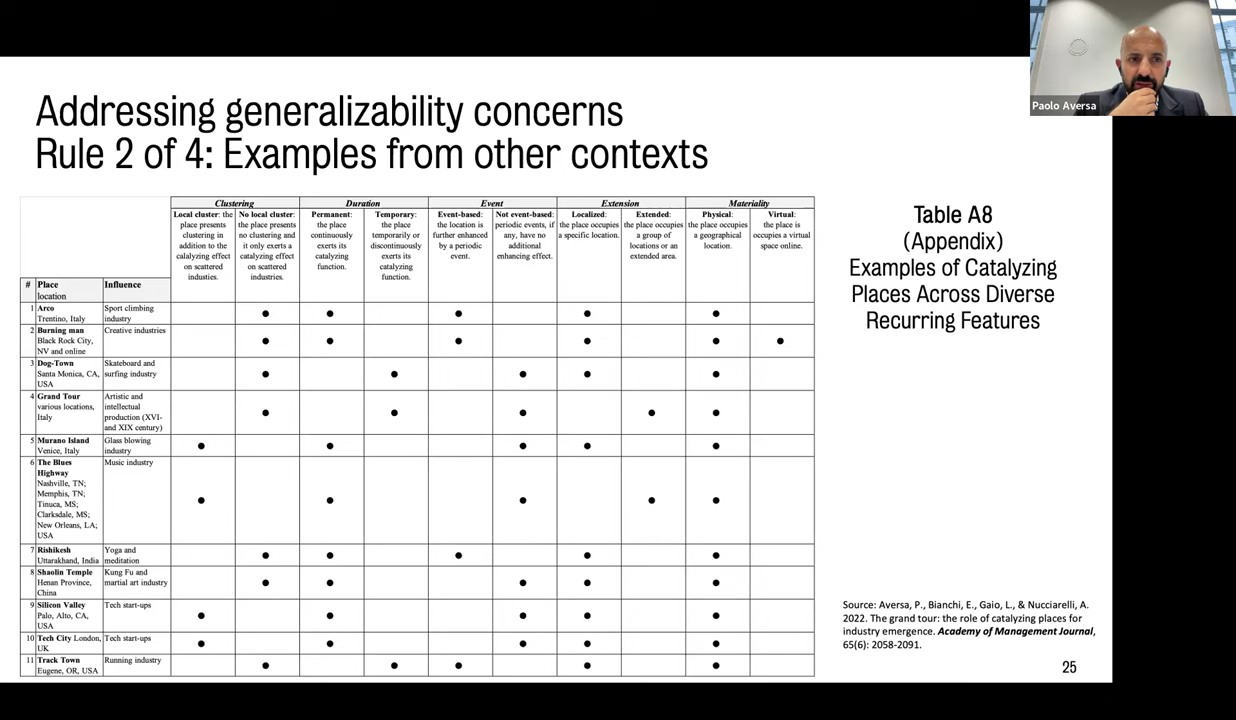 Paolo Aversa
Addressing generalizability concerns
Rule 2 of 4: Examples from other contexts
Clustering
Duration
Event
Extension
Materiality
Local cluster: the
place presents
clustering in
addition to the
calalyzing effect
on scattered
industies.
No local cluster:
the place presents
no clustering and
it only exerts a
catalyzing effect
on scattered
industries.
Permanent:
the place
continuously
exerts its
catalyzing
function.
Temporary:
the place
temporarily or
discontinuously
exerts its
catalyzing
function.
Event-based:
the location is
further enhanced
by a periodic
event.
Not event-based:
periodic events, if
any, have no
additional
enhancing effect.
Localized:
the place occupies
a specific location.
Extended:
the place occupies
a group of
locations or an
extended area.
Physical:
the place occupies
a geographical
location.
Virtual:
the place is
occupies a virtual
space online.
# Place
location
Influence
1 Arco
Trentino, Italy
Sport climbing
industry
2 Burning man
Black Rock City,
NV and online
Creative industries
3 Dog-Town
Santa Monica, CA,
USA
Skateboard and
surfing industry
4 Grand Tour
various locations,
Italy
Artistic and
intellectual
production (XVI-
and XIX century)
5 Murano Island
Venice, Italy
Glass blowing
industry
6 The Blues
Highway
Nashville, TN;
Memphis, TN;
Tinuca, MS;
Clarksdale, MS;
New Orleans, LA;
USA
Music industry
7 Rishikesh
Uttarakhand, India
Yoga and
meditation
8 Shaolin Temple
Henan Province,
China
Kung Fu and
martial art industry
9 Silicon Valley
Palo, Alto, CA,
USA
Tech start-ups
10 Tech City London,
UK
Tech start-ups
11 Track Town
Eugene, OR, USA
Running industry
Table A8
(Appendix)
Examples of Catalyzing
Places Across Diverse
Recurring Features
Source: Aversa, P., Bianchi, E., Gaio, L., & Nucciarelli, A.
2022. The grand tour: the role of catalyzing places for
industry emergence. Academy of Management Journal,
65(6): 2058-2091.
25